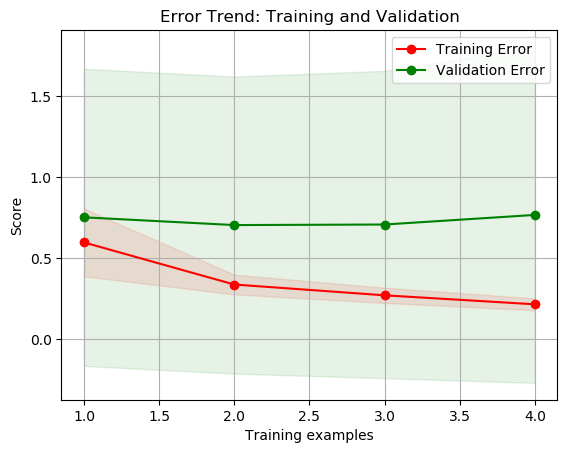 Error Trend: Training and Validation
Training Error
Validation Error
Score
1.5
1.0
0.5
0.0
1.0 1.5 2.0 2.5 3.0 3.5 4.0
Training examples